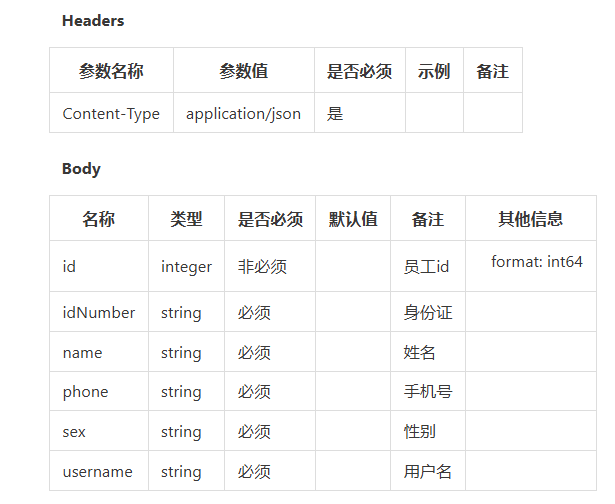 Headers
参数名称 参数值 是否必须 示例 备注
Content-Type application/json 是
Body
名称 类型 是否必须 默认值 备注 其他信息
id integer 非必须 员工id format: int64
idNumber string 必须 身份证
name string 必须 姓名
phone string 必须 手机号
sex string 必须 性别
username string 必须 用户名